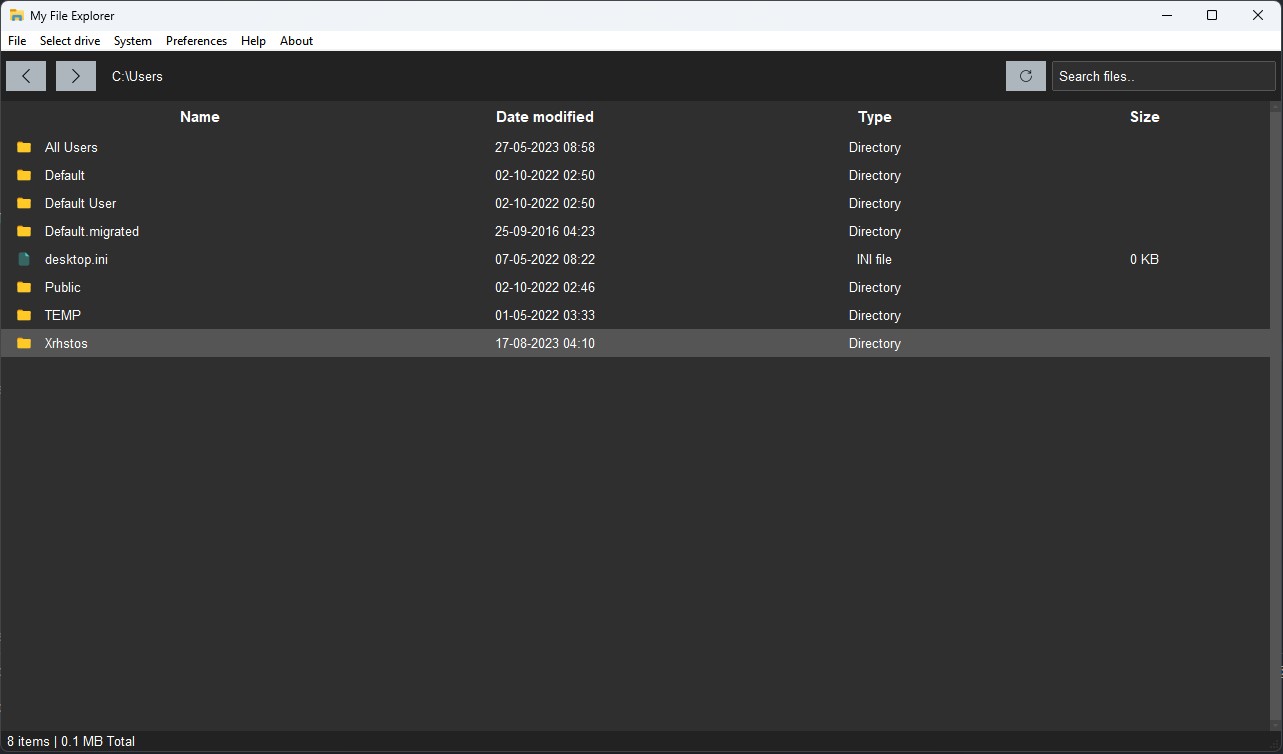 My File Explorer
File Select drive System Preferences Help About
C:\Users Search files..
Name Date modified Type Size
All Users 27-05-2023 08:58 Directory
Default 02-10-2022 02:50 Directory
Default User 02-10-2022 02:50 Directory
Default.migrated 25-09-2016 04:23 Directory
desktop.ini 07-05-2022 08:22 INI file 0 KB
Public 02-10-2022 02:46 Directory
TEMP 01-05-2022 03:33 Directory
Xrhstos 17-08-2023 04:10 Directory
8 items | 0.1 MB Total